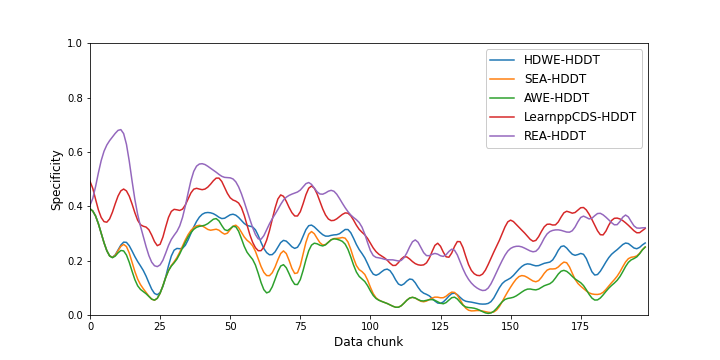 1.0
0.8
0.6
0.4
0.2
0.0
Specificity
0 25 50 75 100 125 150 175
Data chunk
HDWE-HDDT
SEA-HDDT
AWE-HDDT
LearnppCDS-HDDT
REA-HDDT